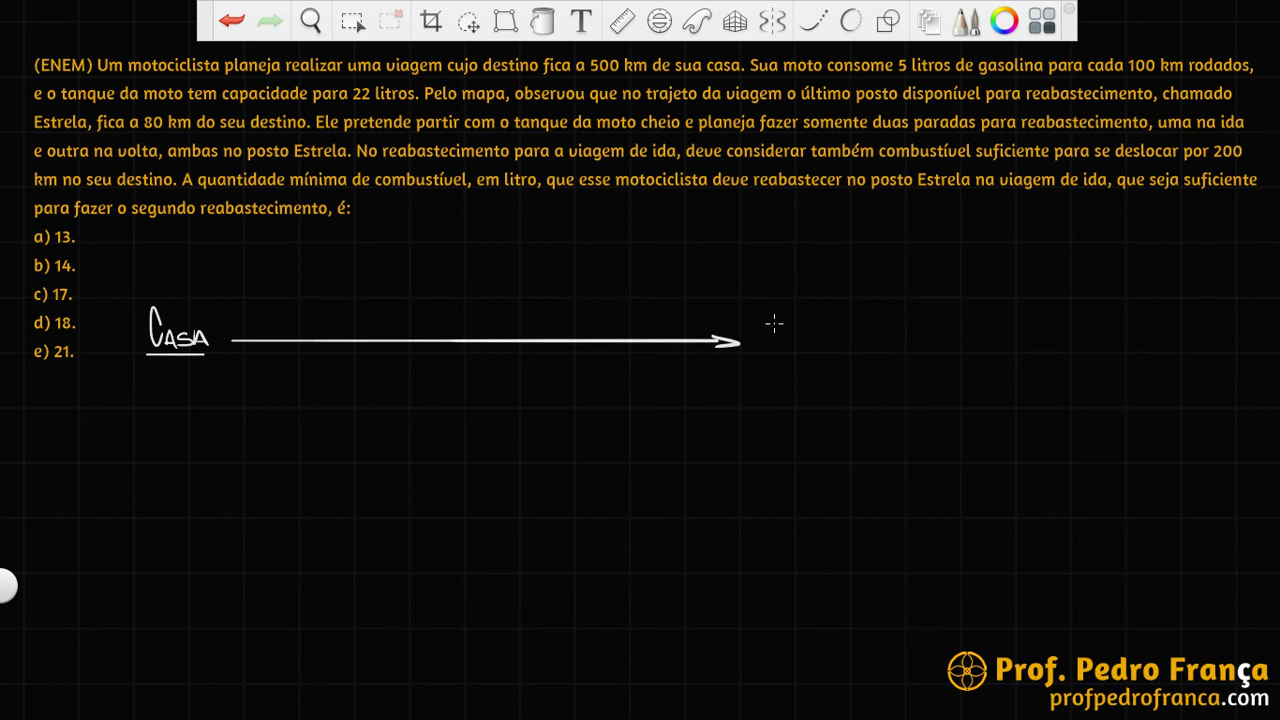 (ENEM) Um motociclista planeja realizar uma viagem cujo destino fica a 500 km de sua casa. Sua moto consome 5 litros de gasolina para cada 100 km rodados,
e o tanque da moto tem capacidade para 22 litros. Pelo mapa, observou que no trajeto da viagem o último posto disponível para reabastecimento, chamado
Estrela, fica a 80 km do seu destino. Ele pretende partir com o tanque da moto cheio e planeja fazer somente duas paradas para reabastecimento, uma na ida
e outra na volta, ambas no posto Estrela. No reabastecimento para a viagem de ida, deve considerar também combustível suficiente para se deslocar por 200
km no seu destino. A quantidade mínima de combustível, em litro, que esse motociclista deve reabastecer no posto Estrela na viagem de ida, que seja suficiente
para fazer o segundo reabastecimento, é:
a) 13.
b) 14.
c) 17.
d) 18.
e) 21.
CASA
Prof. Pedro França
profpedrofranca.com